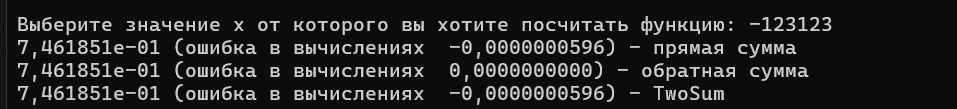 Выберите значение x от которого вы хотите посчитать функцию: -123123
7,461851e-01 (ошибка в вычислениях  -0,0000000596) - прямая сумма
7,461851e-01 (ошибка в вычислениях  0,0000000000) - обратная сумма
7,461851e-01 (ошибка в вычислениях  -0,0000000596) - TwoSum